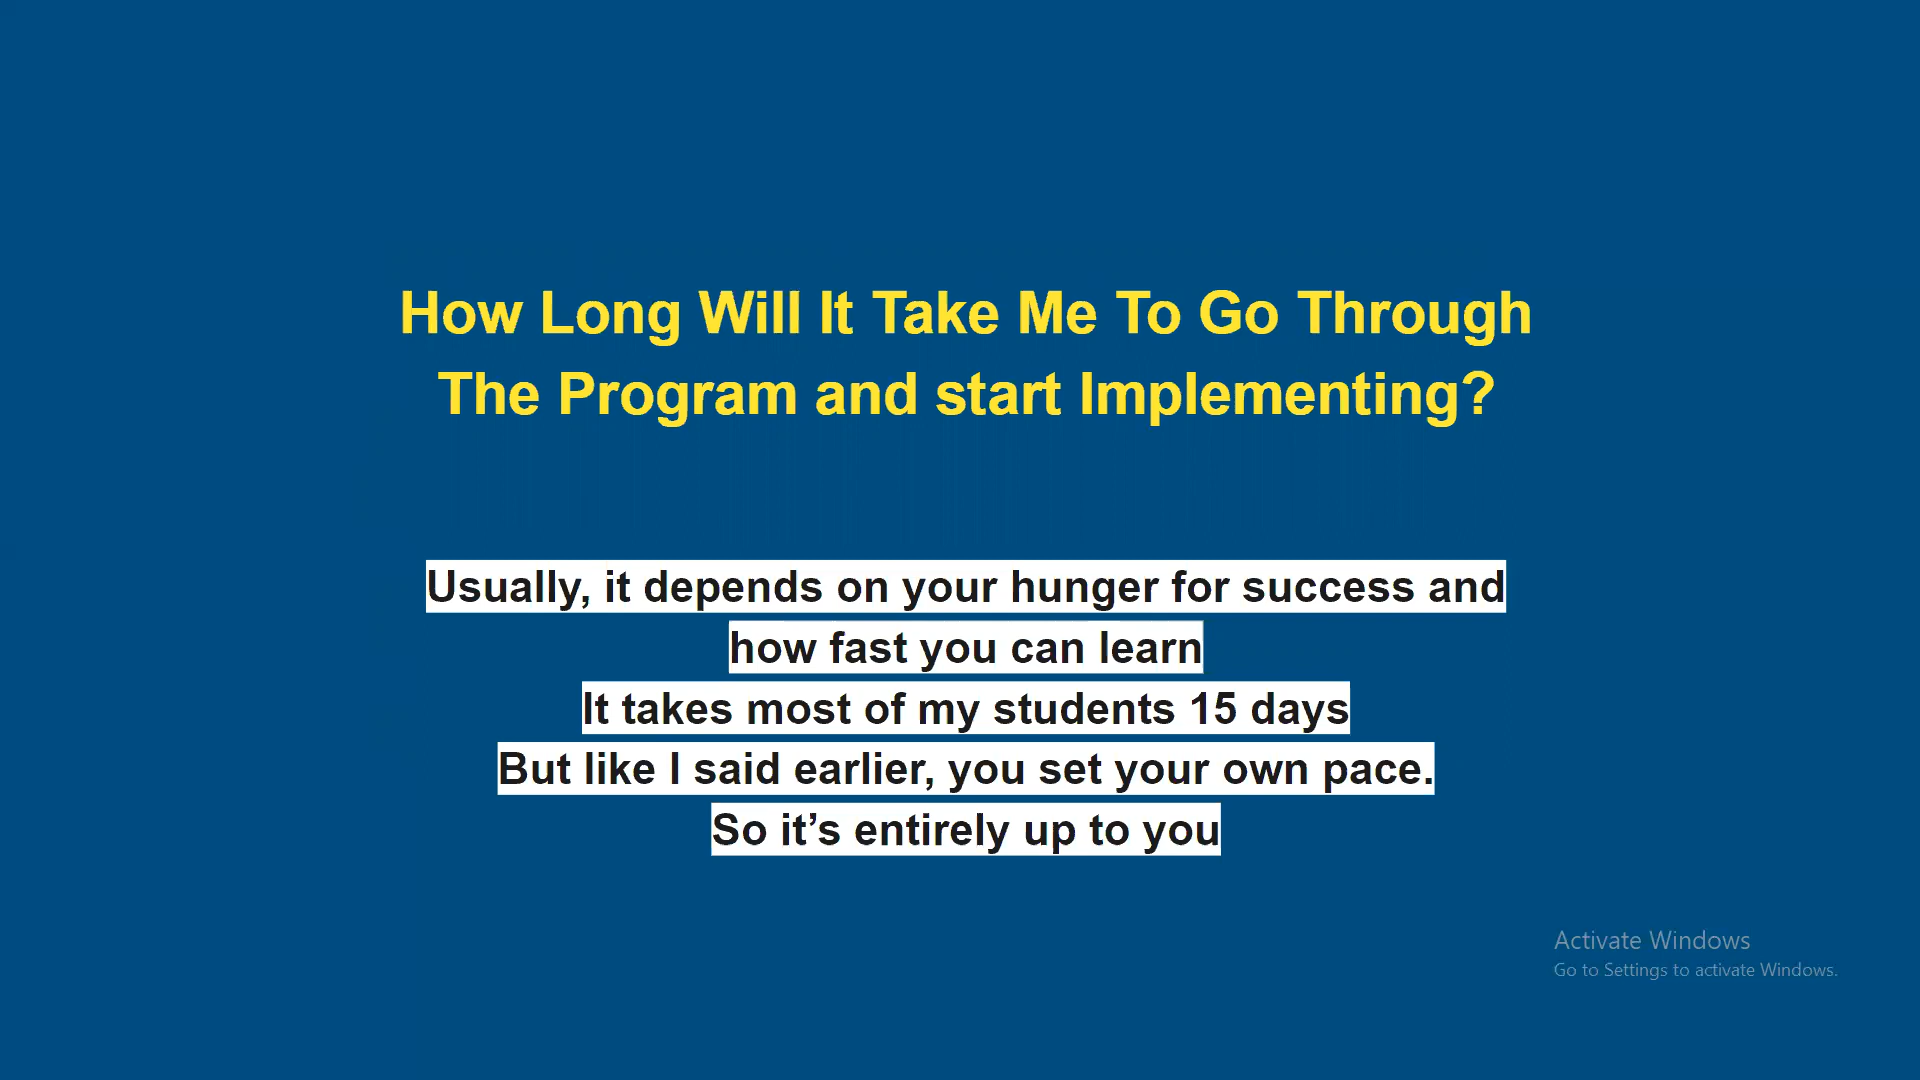 How Long Will It Take Me To Go Through
The Program and start Implementing?
Usually, it depends on your hunger for success and
how fast you can learn
It takes most of my students 15 days
But like I said earlier, you set your own pace.
So it’s entirely up to you
Activate Windows
Go to Settings to activate Windows.